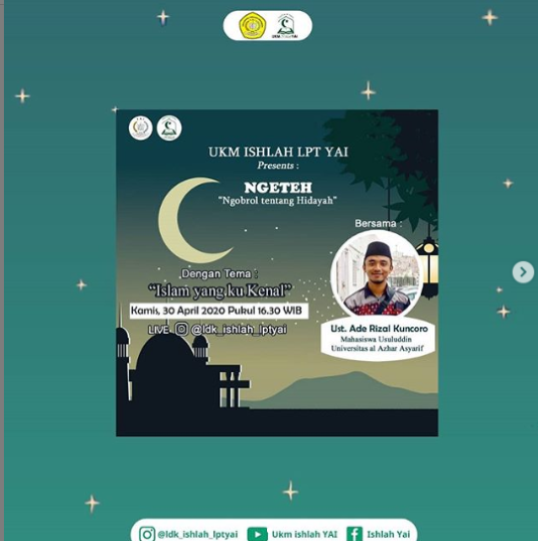 UKM ISHLAH LPT YAI
Presents :
NGETEH
"Ngobrol tentang Hidayah"
Bersama :
Dengan Tema :
"Islam yang ku Kenal"
Kamis, 30 April 2020 Pukul 16.30 WIB
LIVE @ldk_ishlah_lptyai
Ust. Ade Rizal Kuncoro
Mahasiswa Usuluddin
Universitas al Azhar Asyarif
@ldk_ishlah_lptyai Ukm ishlah YAI Ishlah Yai